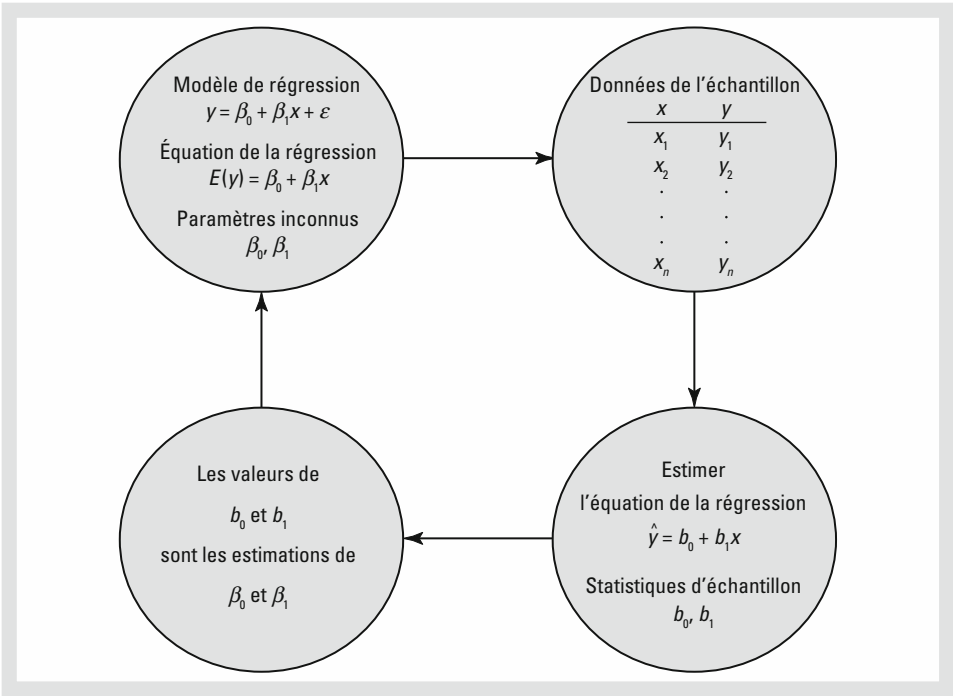 Modèle de régression
y = β₀ + β₁x + ε
Équation de la régression
E(y) = β₀ + β₁x
Paramètres inconnus
β₀, β₁
Données de l'échantillon
x y
x₁ y₁
x₂ y₂
. .
. .
. .
xₙ yₙ
Estimer
l'équation de la régression
ŷ = b₀ + b₁x
Statistiques d'échantillon
b₀, b₁
Les valeurs de
b₀ et b₁
sont les estimations de
β₀ et β₁